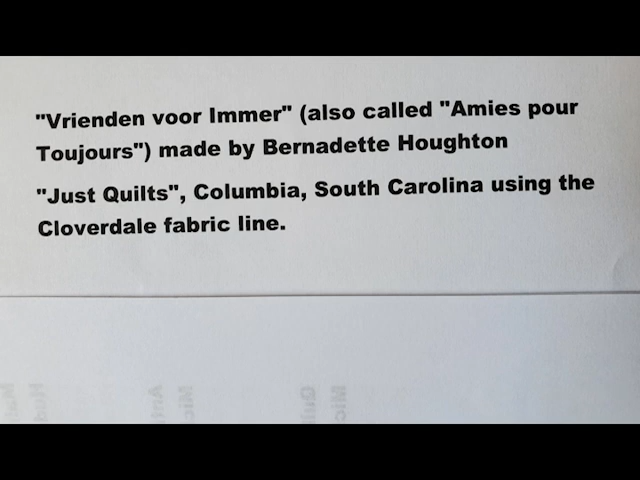 "Vrienden voor Immer" (also called "Amies pour
Toujours") made by Bernadette Houghton
"Just Quilts", Columbia, South Carolina using the
Cloverdale fabric line.